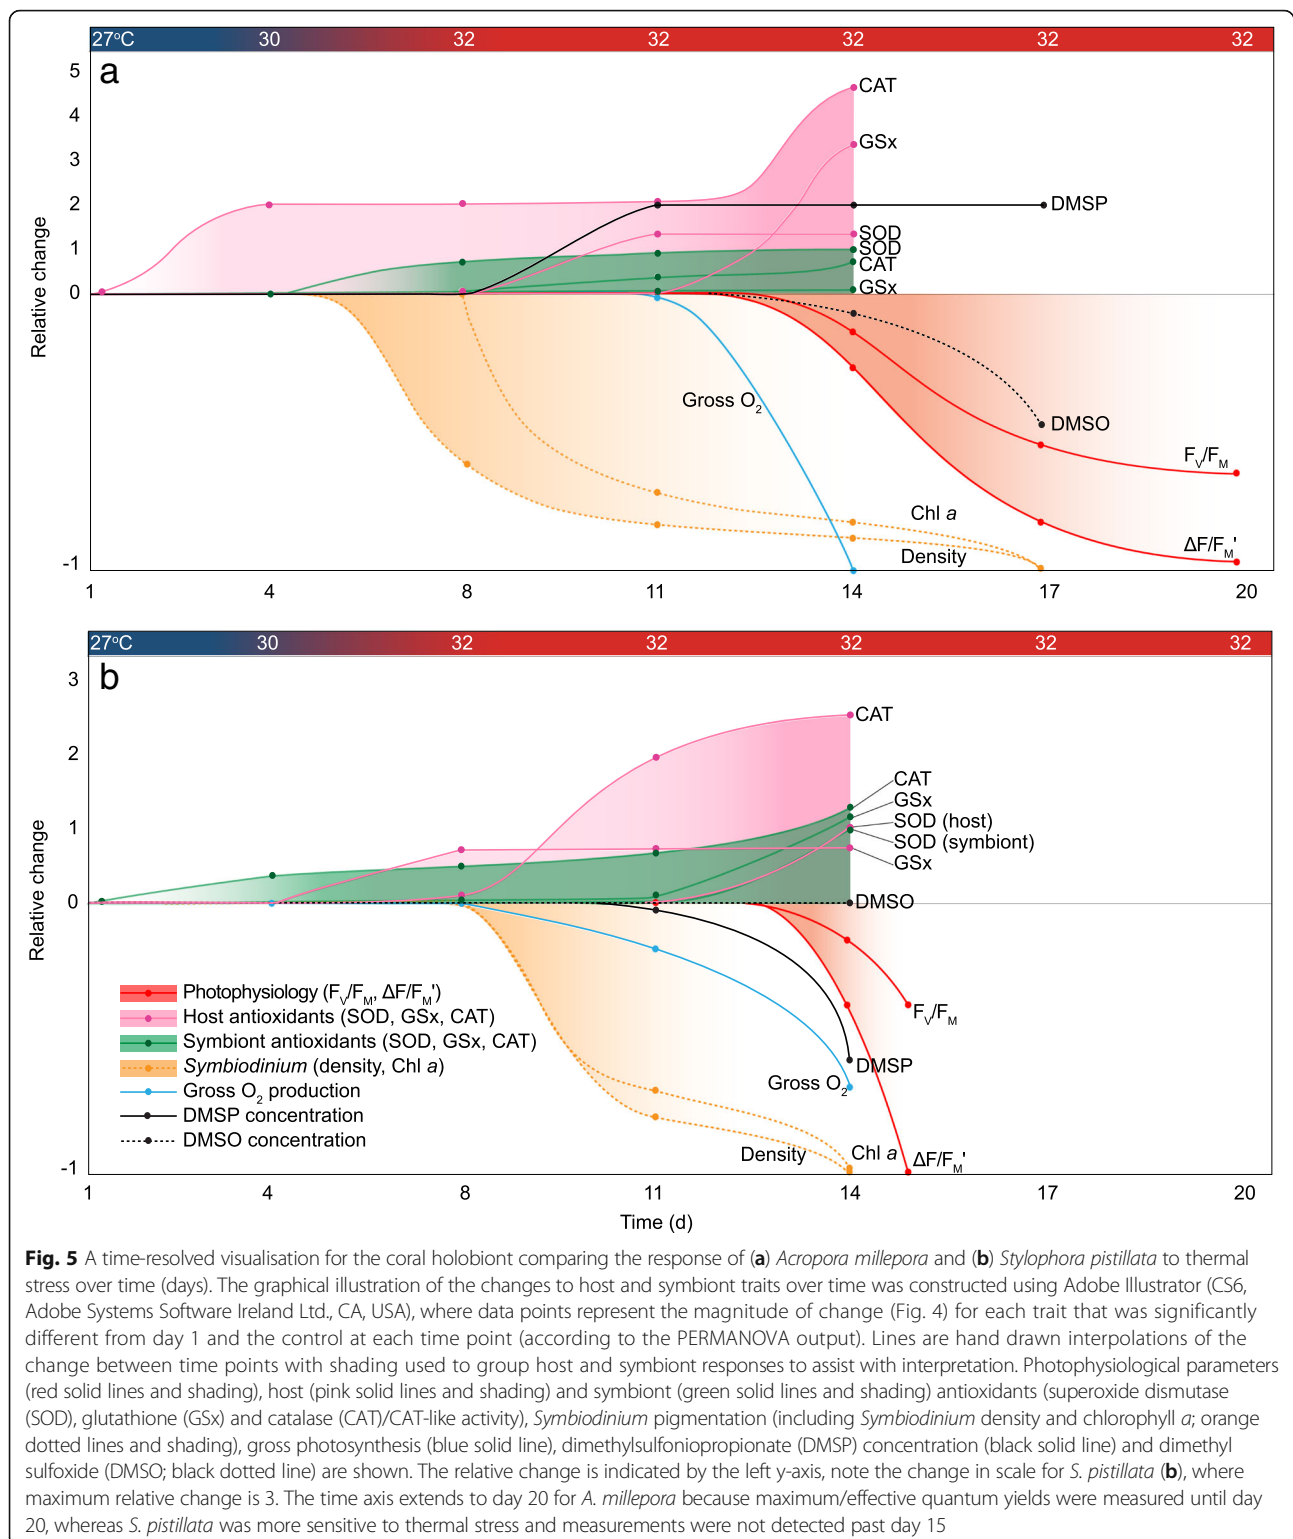 27°C 30 32 32 32 32 32
a
5
4
3
2
1
0
-1
Relative change
CAT
GSx
DMSP
SOD
SOD
CAT
GSx
Gross O2
DMSO
FV/FM
Chl a
Density
ΔF/FM'
1 4 8 11 14 17 20
27°C 30 32 32 32 32 32
b
3
2
1
0
-1
Relative change
CAT
CAT
GSx
SOD (host)
SOD (symbiont)
GSx
DMSO
FV/FM
DMSP
Gross O2
Density
Chl a
ΔF/FM'
Photophysiology (FV/FM, ΔF/FM')
Host antioxidants (SOD, GSx, CAT)
Symbiont antioxidants (SOD, GSx, CAT)
Symbiodinium (density, Chl a)
Gross O2 production
DMSP concentration
DMSO concentration
1 4 8 11 14 17 20
Time (d)
Fig. 5 A time-resolved visualisation for the coral holobiont comparing the response of (a) Acropora millepora and (b) Stylophora pistillata to thermal
stress over time (days). The graphical illustration of the changes to host and symbiont traits over time was constructed using Adobe Illustrator (CS6,
Adobe Systems Software Ireland Ltd., CA, USA), where data points represent the magnitude of change (Fig. 4) for each trait that was significantly
different from day 1 and the control at each time point (according to the PERMANOVA output). Lines are hand drawn interpolations of the
change between time points with shading used to group host and symbiont responses to assist with interpretation. Photophysiological parameters
(red solid lines and shading), host (pink solid lines and shading) and symbiont (green solid lines and shading) antioxidants (superoxide dismutase
(SOD), glutathione (GSx) and catalase (CAT)/CAT-like activity), Symbiodinium pigmentation (including Symbiodinium density and chlorophyll a; orange
dotted lines and shading), gross photosynthesis (blue solid line), dimethylsulfoniopropionate (DMSP) concentration (black solid line) and dimethyl
sulfoxide (DMSO; black dotted line) are shown. The relative change is indicated by the left y-axis, note the change in scale for S. pistillata (b), where
maximum relative change is 3. The time axis extends to day 20 for A. millepora because maximum/effective quantum yields were measured until day
20, whereas S. pistillata was more sensitive to thermal stress and measurements were not detected past day 15